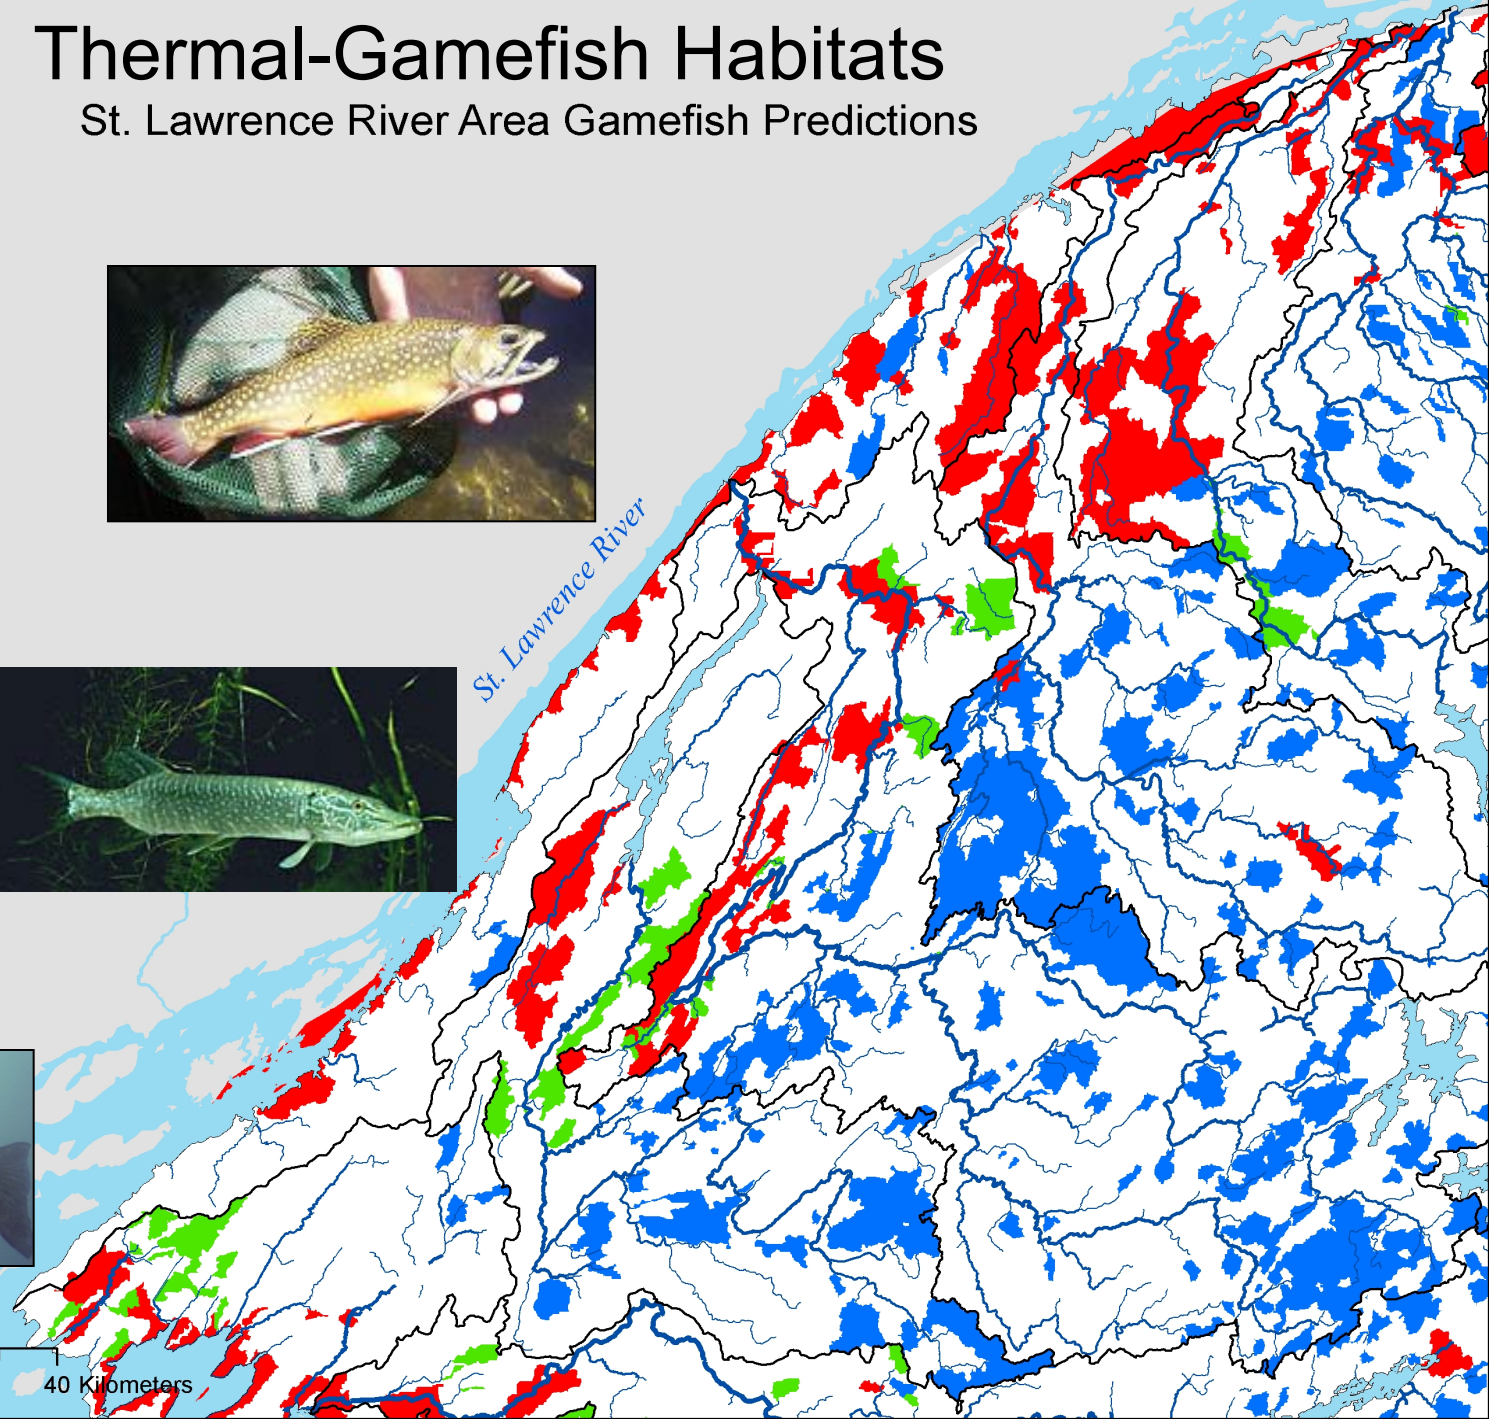 Thermal-Gamefish Habitats
St. Lawrence River Area Gamefish Predictions
St. Lawrence River
40 Kilometers